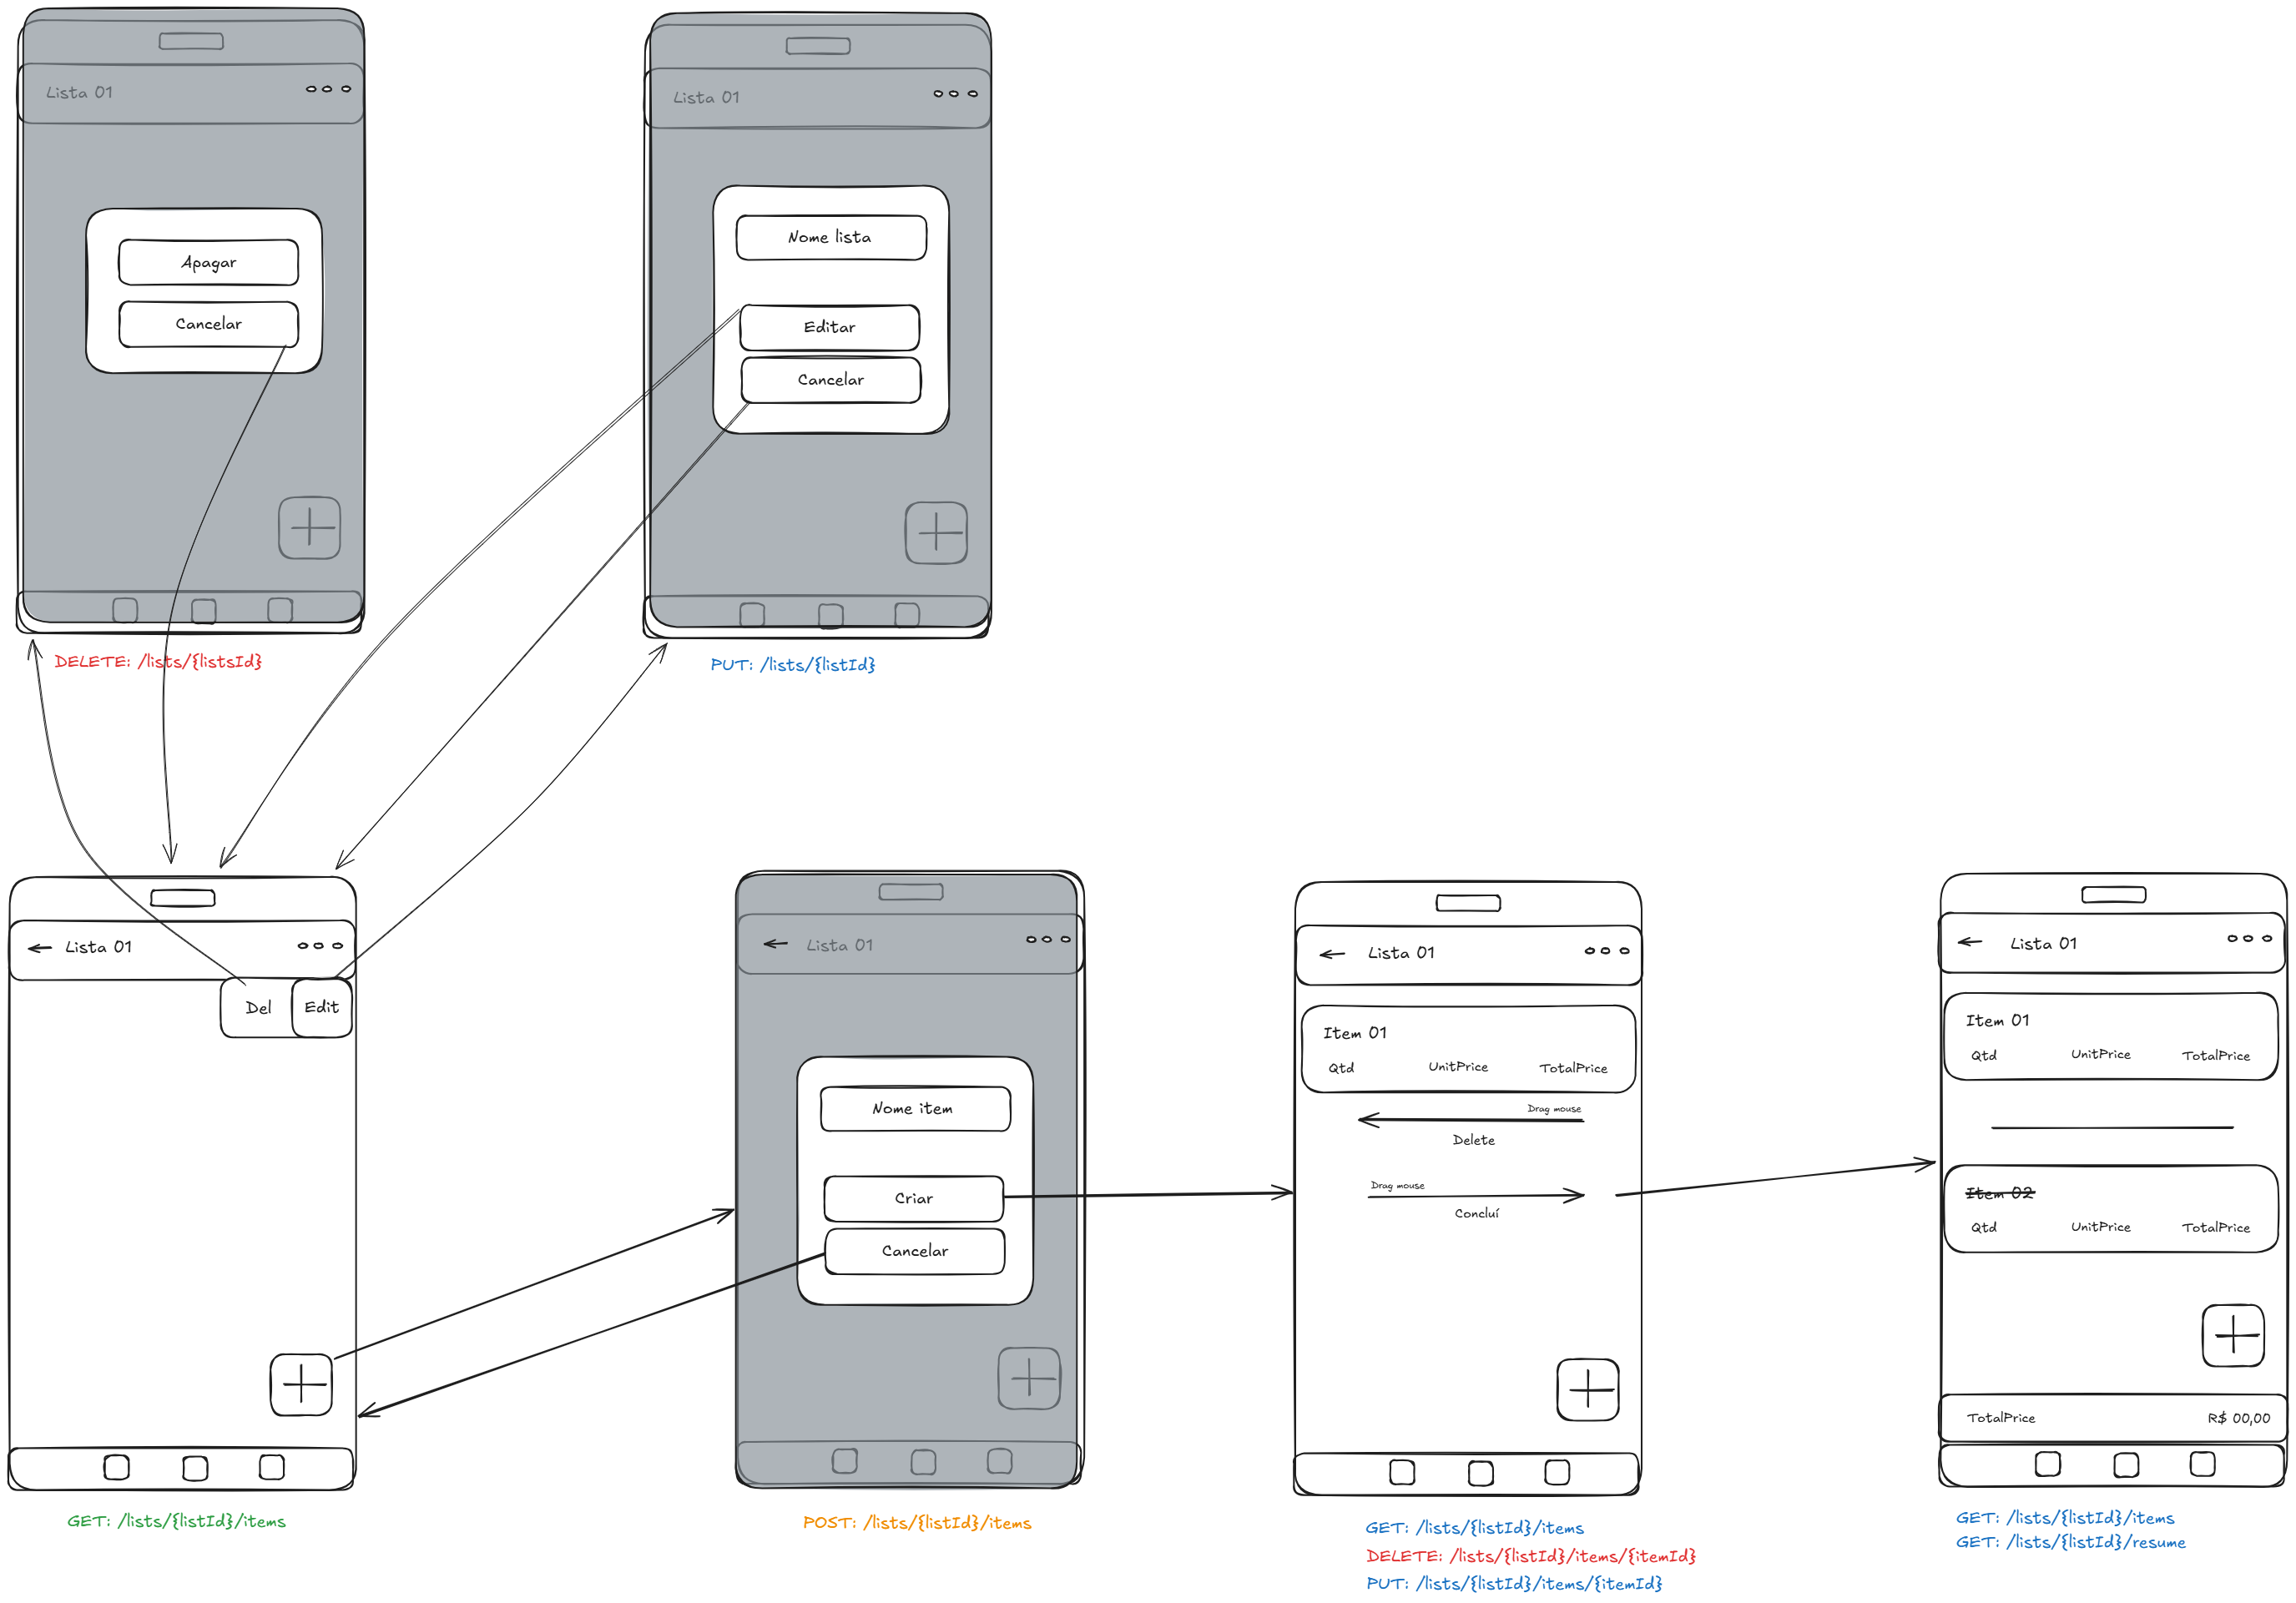 Lista 01
Apagar
Cancelar
DELETE: /lists/{listsId}
Lista 01
Nome lista
Editar
Cancelar
PUT: /lists/{listId}
Lista 01
Del
Edit
GET: /lists/{listId}/items
Lista 01
Nome item
Criar
Cancelar
POST: /lists/{listId}/items
Lista 01
Item 01
Qtd UnitPrice TotalPrice
Drag mouse
Delete
Drag mouse
Concluí
GET: /lists/{listId}/items
DELETE: /lists/{listId}/items/{itemId}
PUT: /lists/{listId}/items/{itemId}
Lista 01
Item 01
Qtd UnitPrice TotalPrice
Item 02
Qtd UnitPrice TotalPrice
TotalPrice R$ 00,00
GET: /lists/{listId}/items
GET: /lists/{listId}/resume